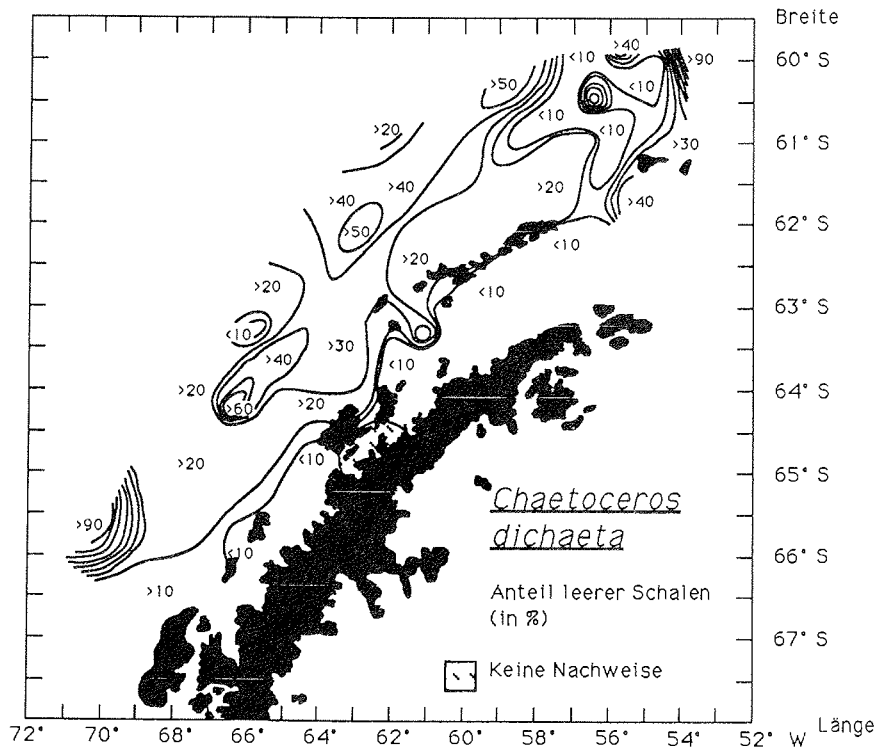 Breite
<10 >40 >90 60° S
>50 <10
>20 <10 <10 61° S
>30
>40 >40 >20 >40
>50 62° S
>20 <10
>20 <10
<10 >30 63° S
>40 <10
>20 >60 >20 64° S
>20 <10 65° S
Chaetoceros
>90 dichaeta
<10 66° S
>10 Anteil leerer Schalen
(in %)
67° S
Keine Nachweise
72° 70° 68° 66° 64° 62° 60° 58° 56° 54° 52° W Länge